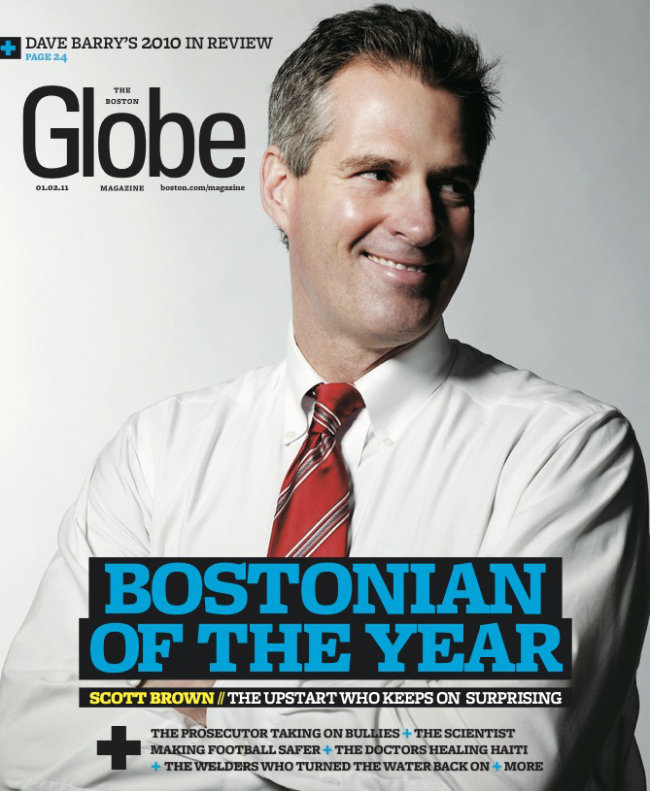 + DAVE BARRY'S 2010 IN REVIEW
PAGE 24
THE
BOSTON
Globe
01.02.11 MAGAZINE boston.com/magazine
BOSTONIAN
OF THE YEAR
SCOTT BROWN // THE UPSTART WHO KEEPS ON SURPRISING
+ THE PROSECUTOR TAKING ON BULLIES + THE SCIENTIST
MAKING FOOTBALL SAFER + THE DOCTORS HEALING HAITI
+ THE WELDERS WHO TURNED THE WATER BACK ON + MORE